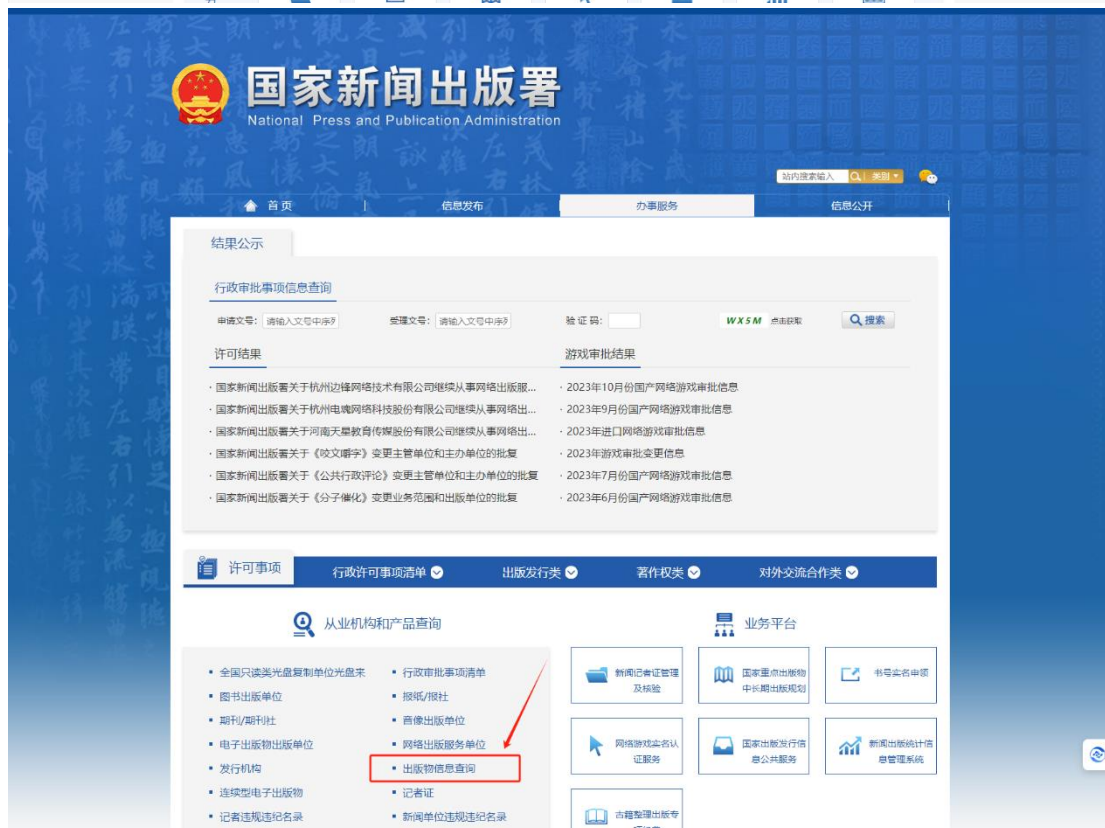 国家新闻出版署
National Press and Publication Administration
站内搜索输入 类别
首页 信息发布 办事服务 信息公开
结果公示
行政审批事项信息查询
申请文号: 请输入文号中序列 受理文号: 请输入文号中序列 验证码: WX5M 点击获取 搜索
许可结果 游戏审批结果
· 国家新闻出版署关于杭州边锋网络技术有限公司继续从事网络出版服... · 2023年10月份国产网络游戏审批信息
· 国家新闻出版署关于杭州电魂网络科技股份有限公司继续从事网络出... · 2023年9月份国产网络游戏审批信息
· 国家新闻出版署关于河南天星教育传媒股份有限公司继续从事网络出... · 2023年进口网络游戏审批信息
· 国家新闻出版署关于《咬文嚼字》变更主管单位和主办单位的批复 · 2023年游戏审批变更信息
· 国家新闻出版署关于《公共行政评论》变更主管单位和主办单位的批复 · 2023年7月份国产网络游戏审批信息
· 国家新闻出版署关于《分子催化》变更业务范围和出版单位的批复 · 2023年6月份国产网络游戏审批信息
许可事项 行政许可事项清单 出版发行类 著作权类 对外交流合作类
从业机构和产品查询 业务平台
全国只读类光盘复制单位光盘来 行政审批事项清单
图书出版单位 报纸/报社
期刊/期刊社 音像出版单位
电子出版物出版单位 网络出版服务单位
发行机构 出版物信息查询
连续型电子出版物 记者证
记者违规违纪名录 新闻单位违规违纪名录
新闻记者证管理
及核验
国家重点出版物
中长期出版规划
书号实名申领
网络游戏实名认
证服务
国家出版发行信
息公共服务
新闻出版统计信
息管理系统
古籍整理出版专